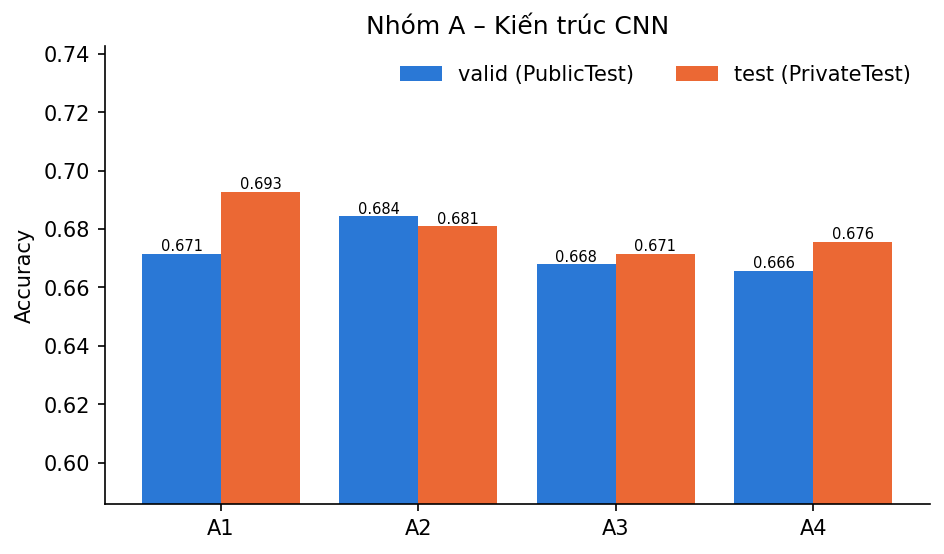 Nhóm A – Kiến trúc CNN
valid (PublicTest) test (PrivateTest)
Accuracy
0.74
0.72
0.70
0.68
0.66
0.64
0.62
0.60
0.671 0.693 0.684 0.681 0.668 0.671 0.666 0.676
A1 A2 A3 A4